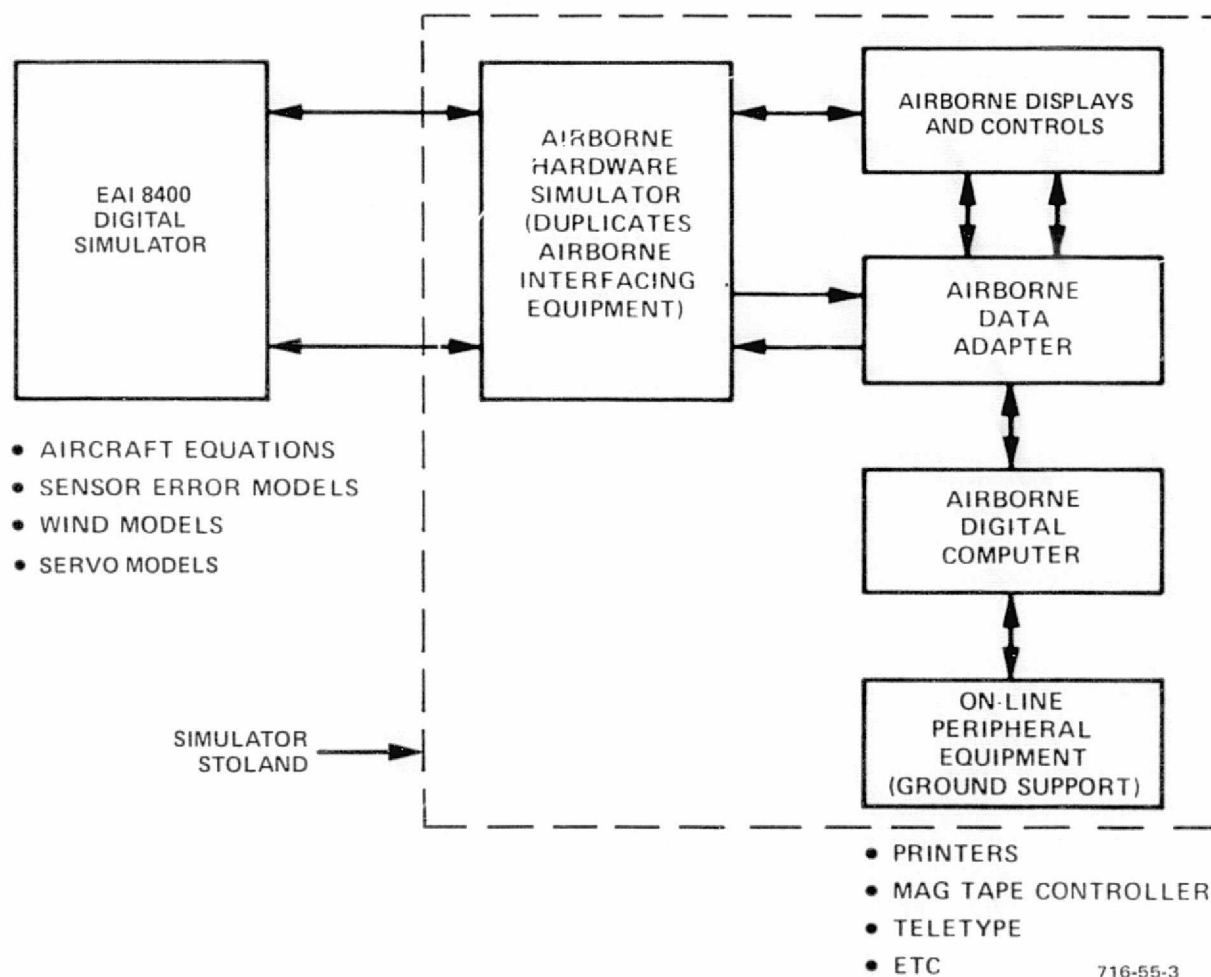 EAI 8400
DIGITAL
SIMULATOR
• AIRCRAFT EQUATIONS
• SENSOR ERROR MODELS
• WIND MODELS
• SERVO MODELS
AIRBORNE
HARDWARE
SIMULATOR
(DUPLICATES
AIRBORNE
INTERFACING
EQUIPMENT)
AIRBORNE DISPLAYS
AND CONTROLS
AIRBORNE
DATA
ADAPTER
AIRBORNE
DIGITAL
COMPUTER
ON-LINE
PERIPHERAL
EQUIPMENT
(GROUND SUPPORT)
SIMULATOR
STOLAND
• PRINTERS
• MAG TAPE CONTROLLER
• TELETYPE
• ETC
716-55-3